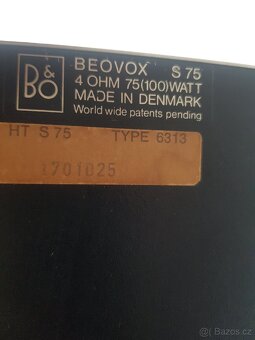 B&O
BEOVOX S 75
4 OHM 75(100)WATT
MADE IN DENMARK
World wide patents pending
HT S 75 TYPE 6313
1701025
© Bazoš.cz